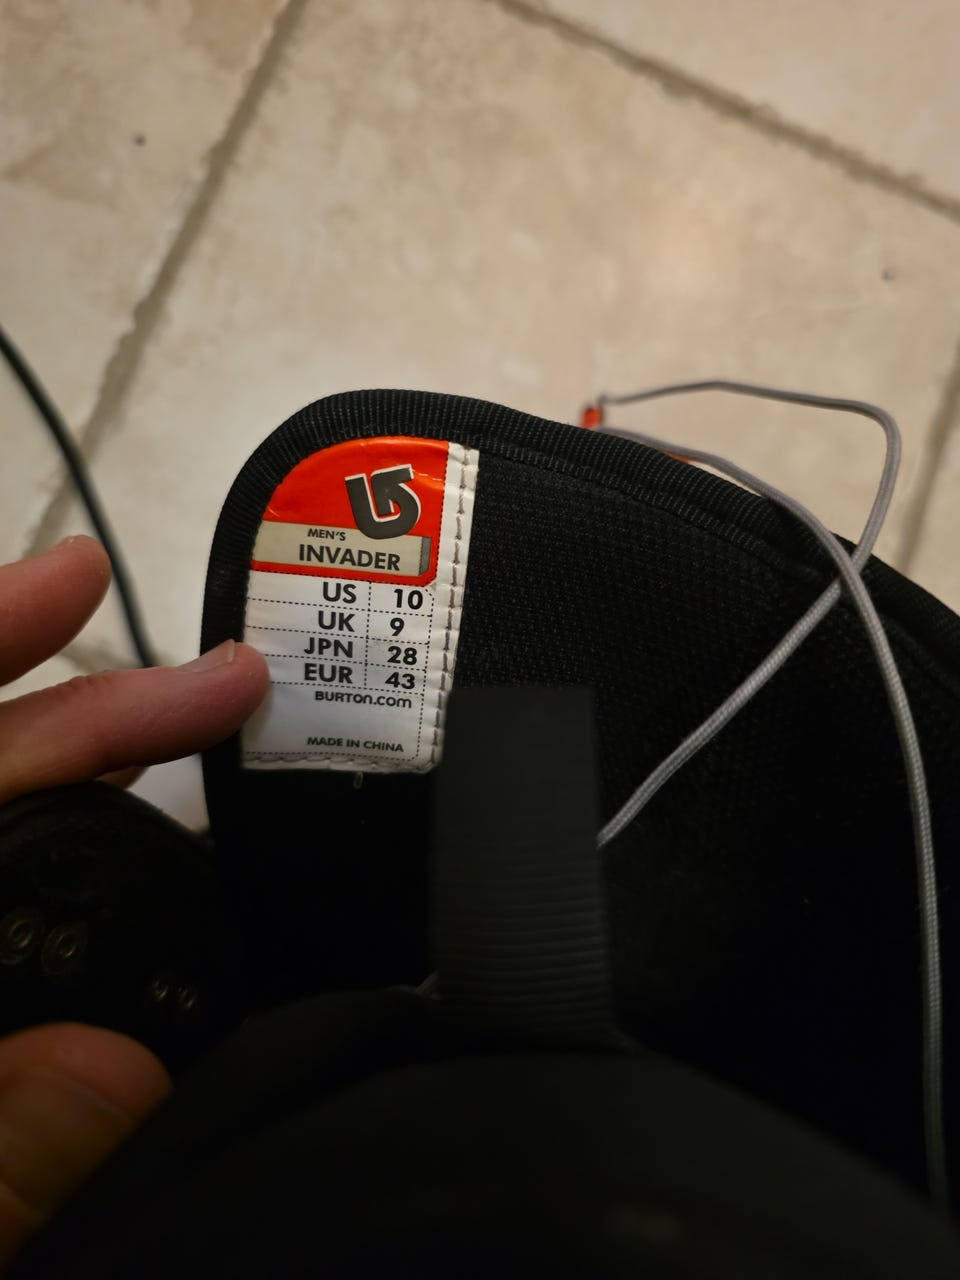 MEN'S
INVADER
US 10
UK 9
JPN 28
EUR 43
BURTON.COM
MADE IN CHINA